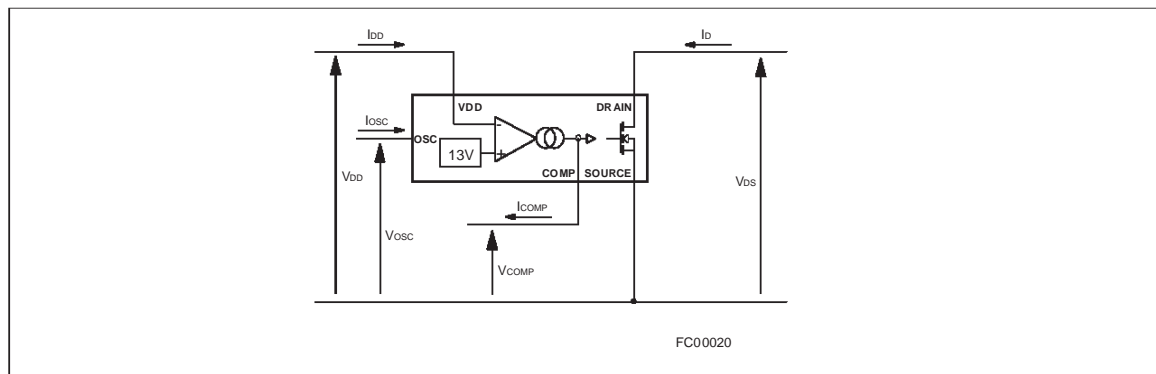 IDD
ID
VDD
DRAIN
IOSC
OSC
-
+
13V
COMP
SOURCE
VDD
VDS
ICOMP
VOSC
VCOMP
FC00020